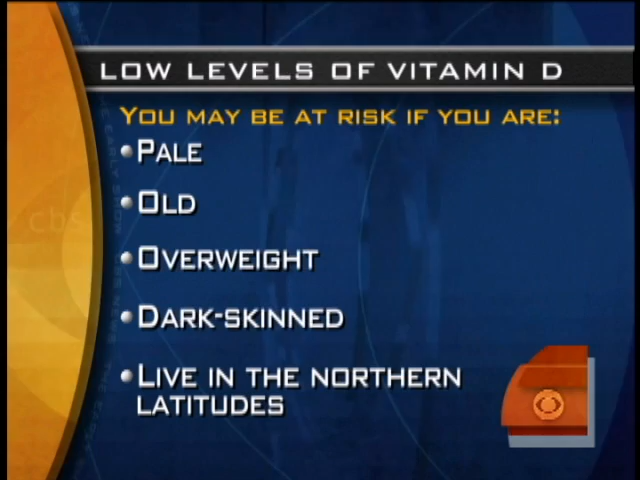 LOW LEVELS OF VITAMIN D
YOU MAY BE AT RISK IF YOU ARE:
• PALE
• OLD
• OVERWEIGHT
• DARK-SKINNED
• LIVE IN THE NORTHERN
LATITUDES
cbs